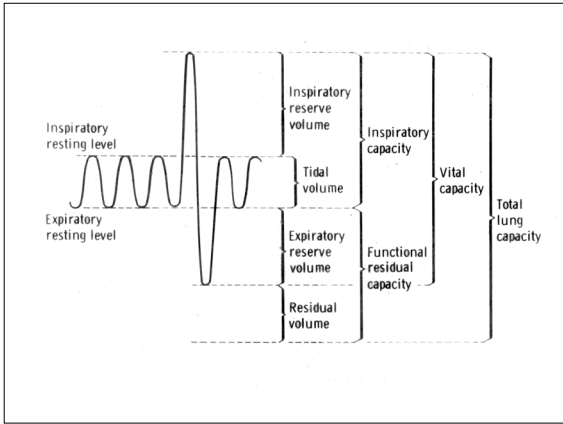 Inspiratory
resting level
Expiratory
resting level
Inspiratory
reserve
volume
Tidal
volume
Expiratory
reserve
volume
Residual
volume
Inspiratory
capacity
Functional
residual
capacity
Vital
capacity
Total
lung
capacity